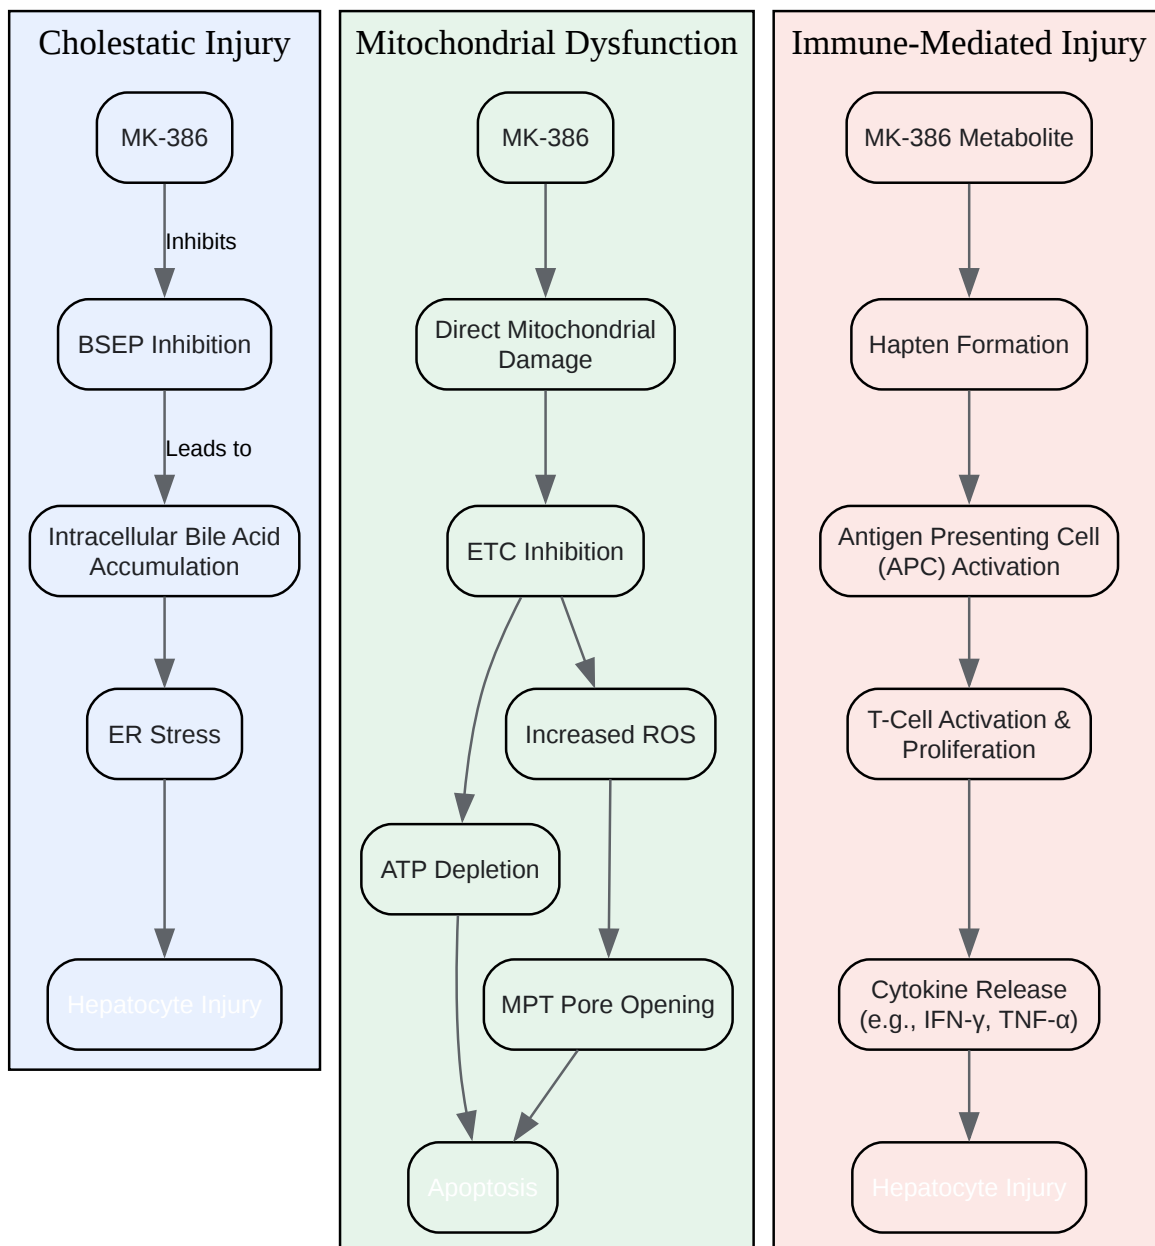 Cholestatic Injury
MK-386
Inhibits
BSEP Inhibition
Leads to
Intracellular Bile Acid
Accumulation
ER Stress
Hepatocyte Injury
Mitochondrial Dysfunction
MK-386
Direct Mitochondrial
Damage
ETC Inhibition
Increased ROS
ATP Depletion
MPT Pore Opening
Apoptosis
Immune-Mediated Injury
MK-386 Metabolite
Hapten Formation
Antigen Presenting Cell
(APC) Activation
T-Cell Activation &
Proliferation
Cytokine Release
(e.g., IFN-γ, TNF-α)
Hepatocyte Injury